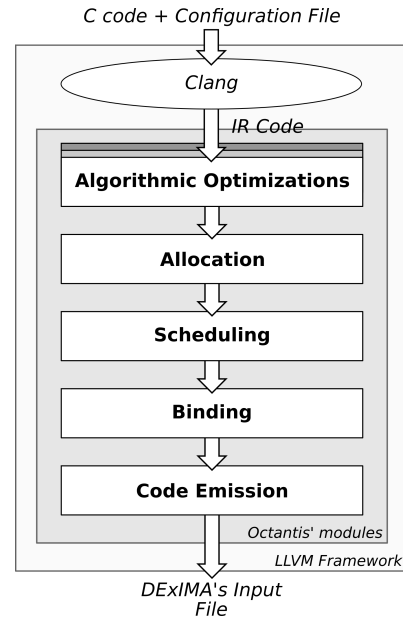 C code + Configuration File
Clang
IR Code
Algorithmic Optimizations
Allocation
Scheduling
Binding
Code Emission
Octantis' modules
LLVM Framework
DExIMA's Input
File